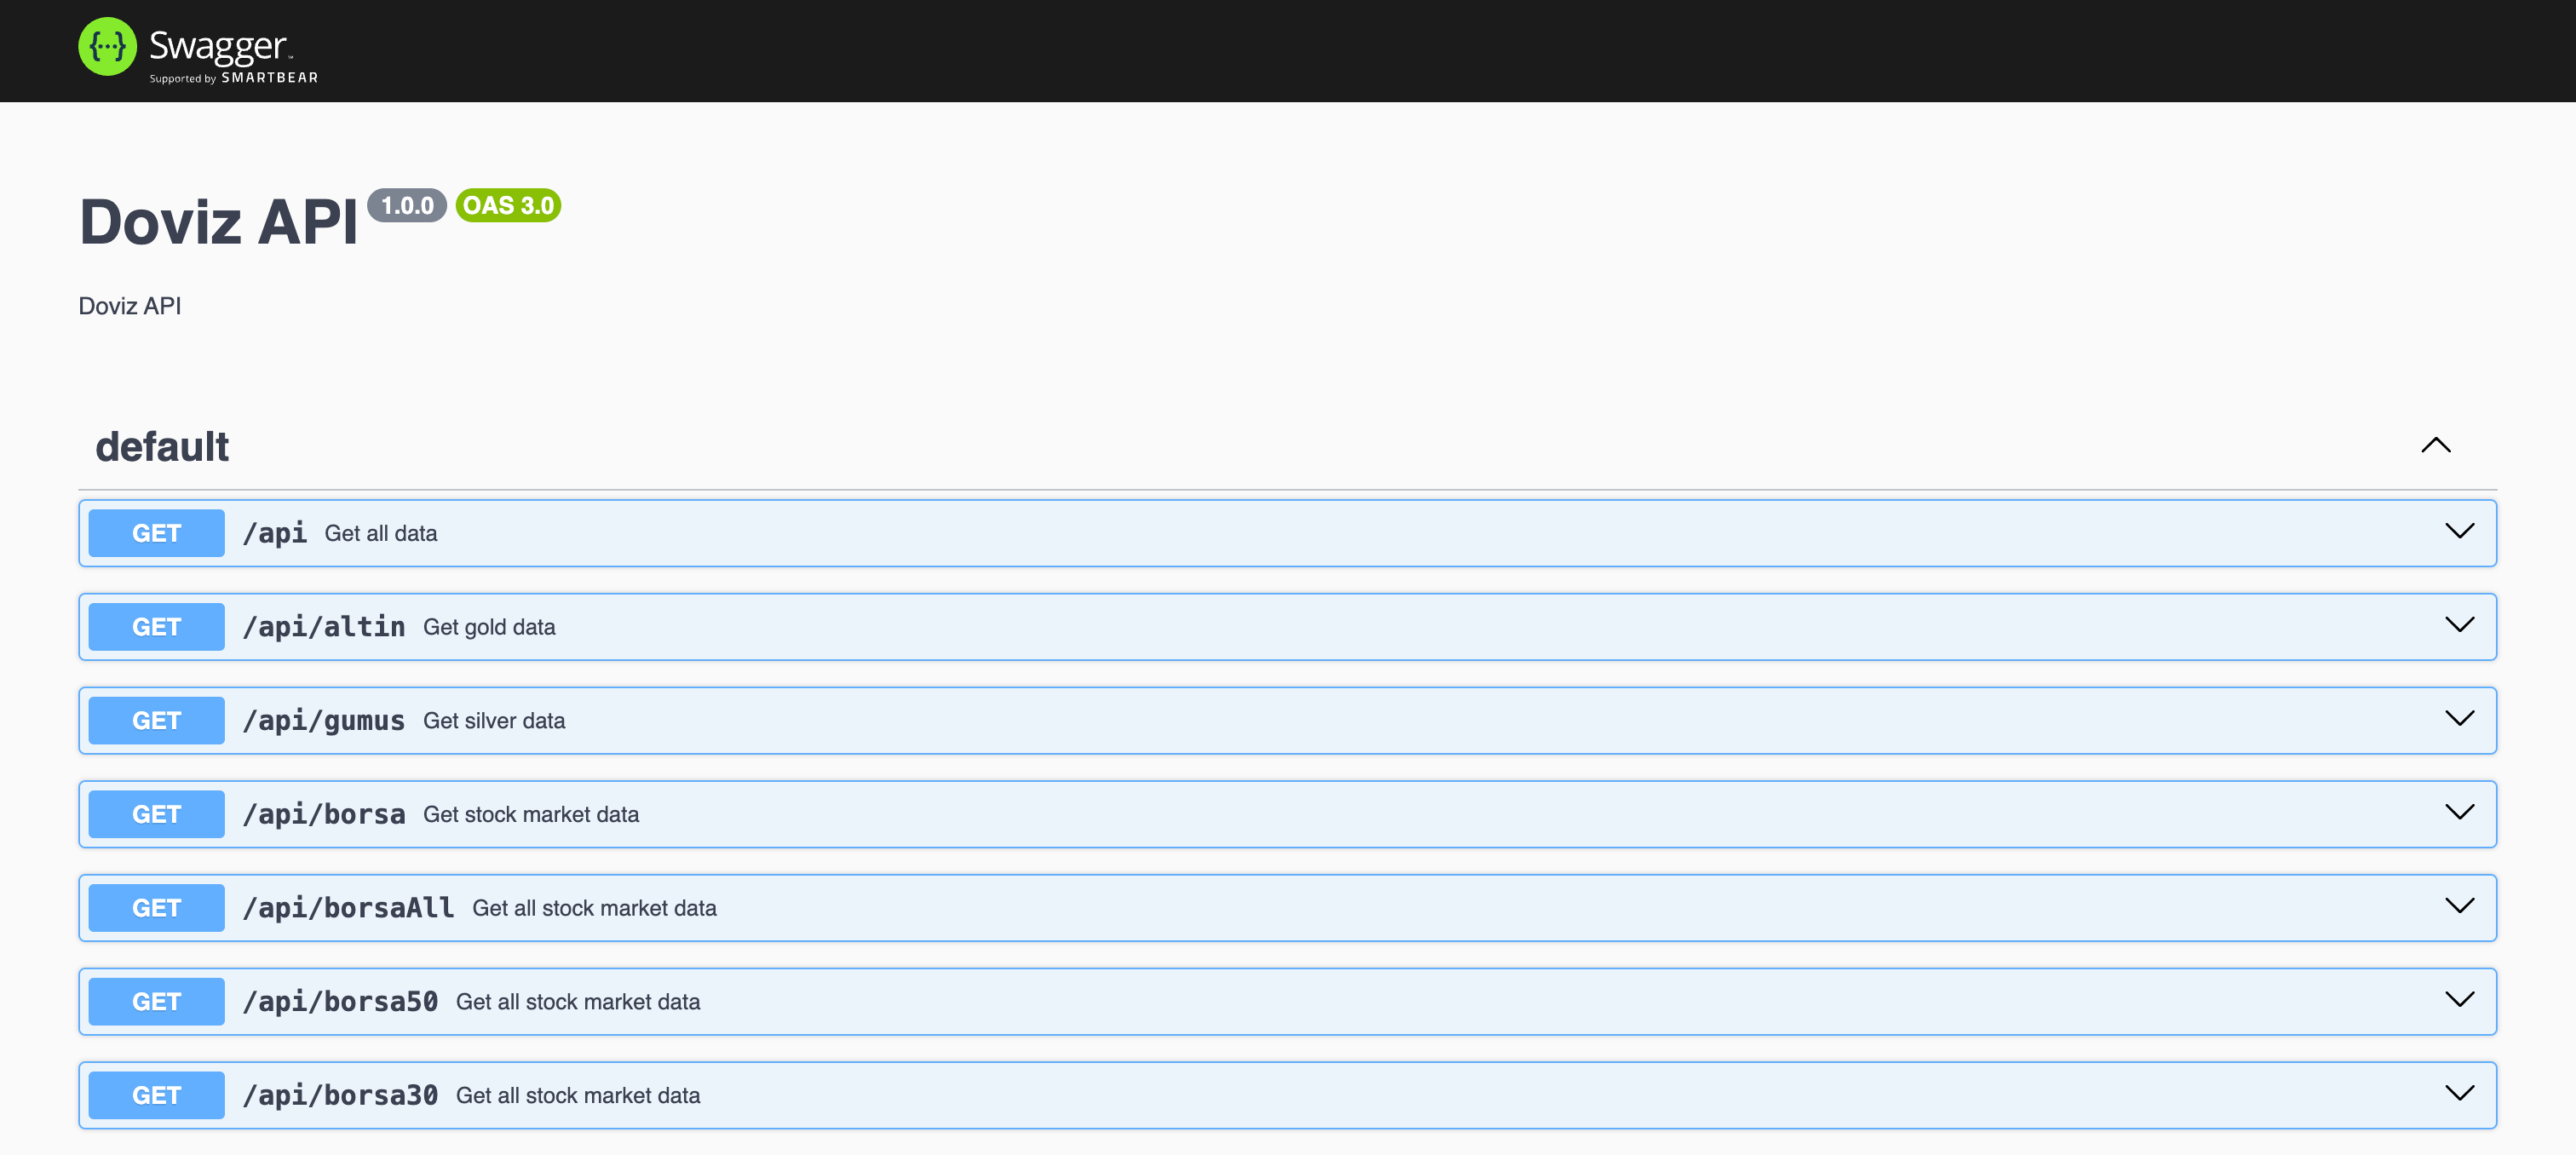 {···} Swagger
Supported by SMARTBEAR
Doviz API 1.0.0 OAS 3.0
Doviz API
default
GET /api Get all data
GET /api/altin Get gold data
GET /api/gumus Get silver data
GET /api/borsa Get stock market data
GET /api/borsaAll Get all stock market data
GET /api/borsa50 Get all stock market data
GET /api/borsa30 Get all stock market data